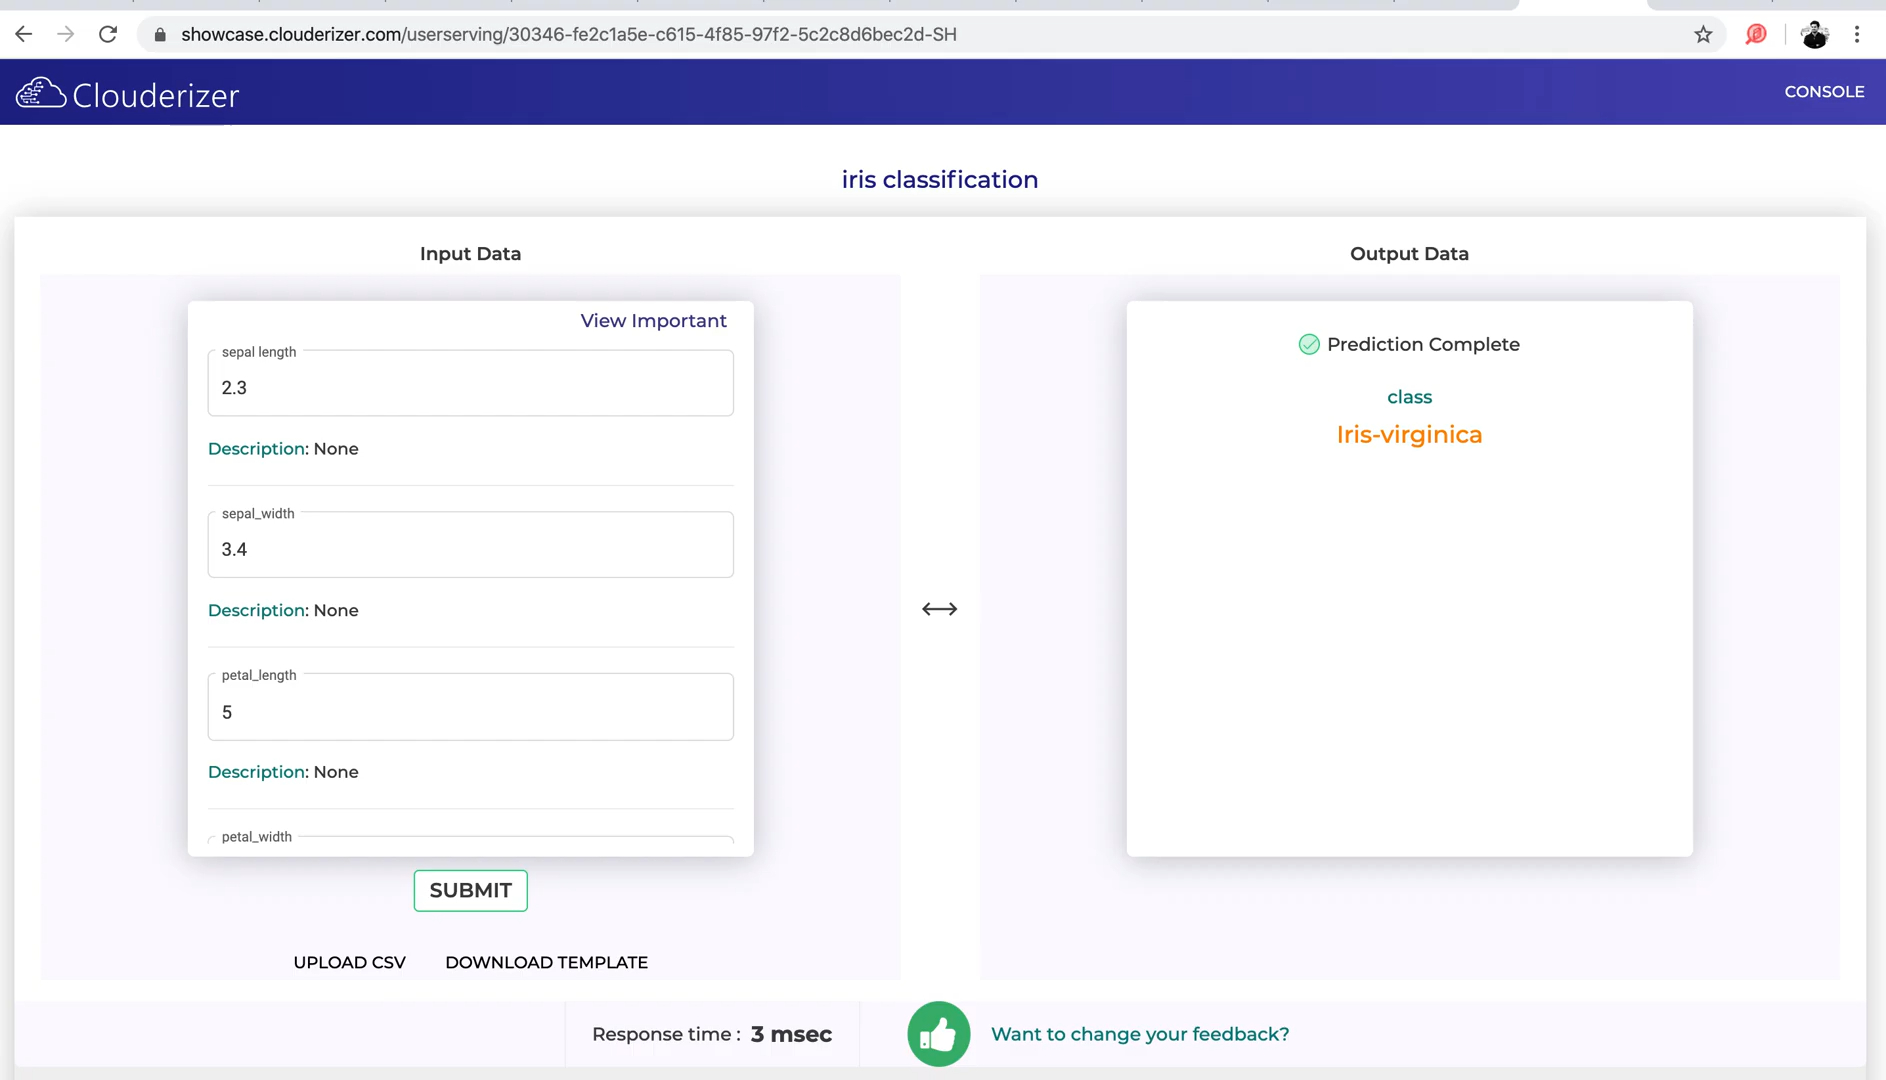 showcase.clouderizer.com/userserving/30346-fe2c1a5e-c615-4f85-97f2-5c2c8d6bec2d-SH
Clouderizer
CONSOLE
iris classification
Input Data
Output Data
View Important
sepal length
2.3
Description: None
sepal_width
3.4
Description: None
petal_length
5
Description: None
petal_width
SUBMIT
UPLOAD CSV DOWNLOAD TEMPLATE
Prediction Complete
class
Iris-virginica
Response time : 3 msec
Want to change your feedback?